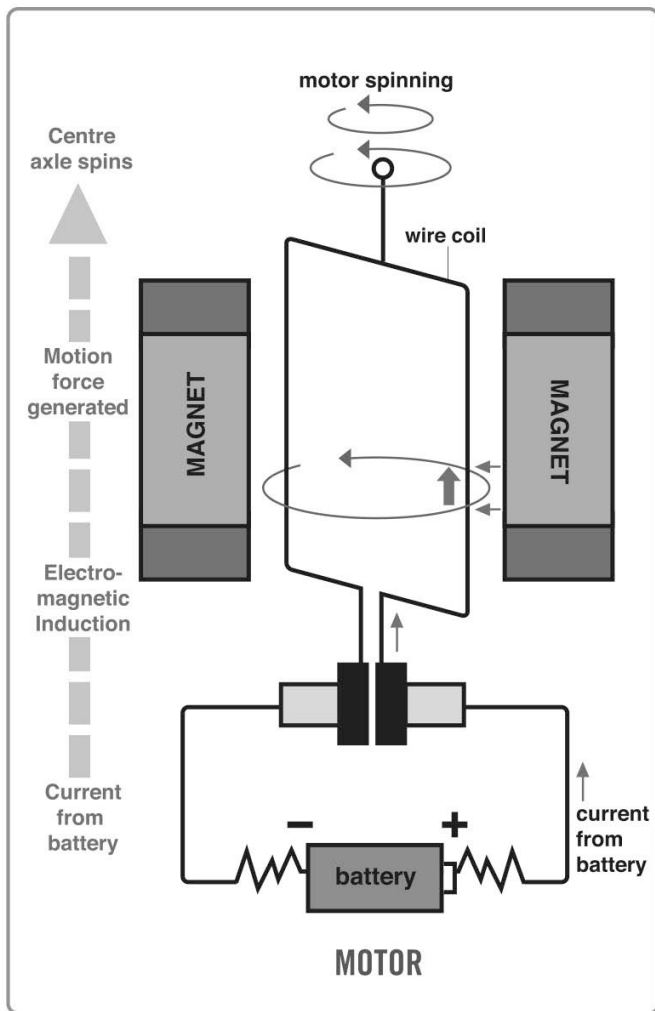 motor spinning
Centre
axle spins
wire coil
Motion
force
generated
MAGNET
MAGNET
Electro-
magnetic
Induction
Current
from
battery
–
+
current
from
battery
battery
MOTOR